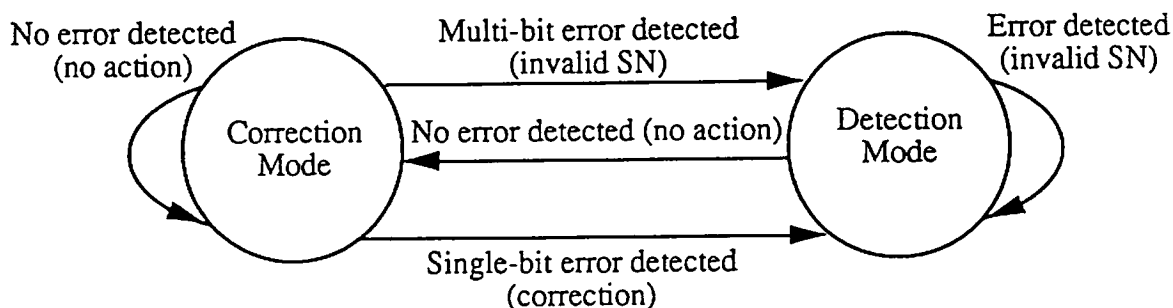 No error detected
(no action)
Multi-bit error detected
(invalid SN)
Error detected
(invalid SN)
Correction
Mode
No error detected (no action)
Detection
Mode
Single-bit error detected
(correction)